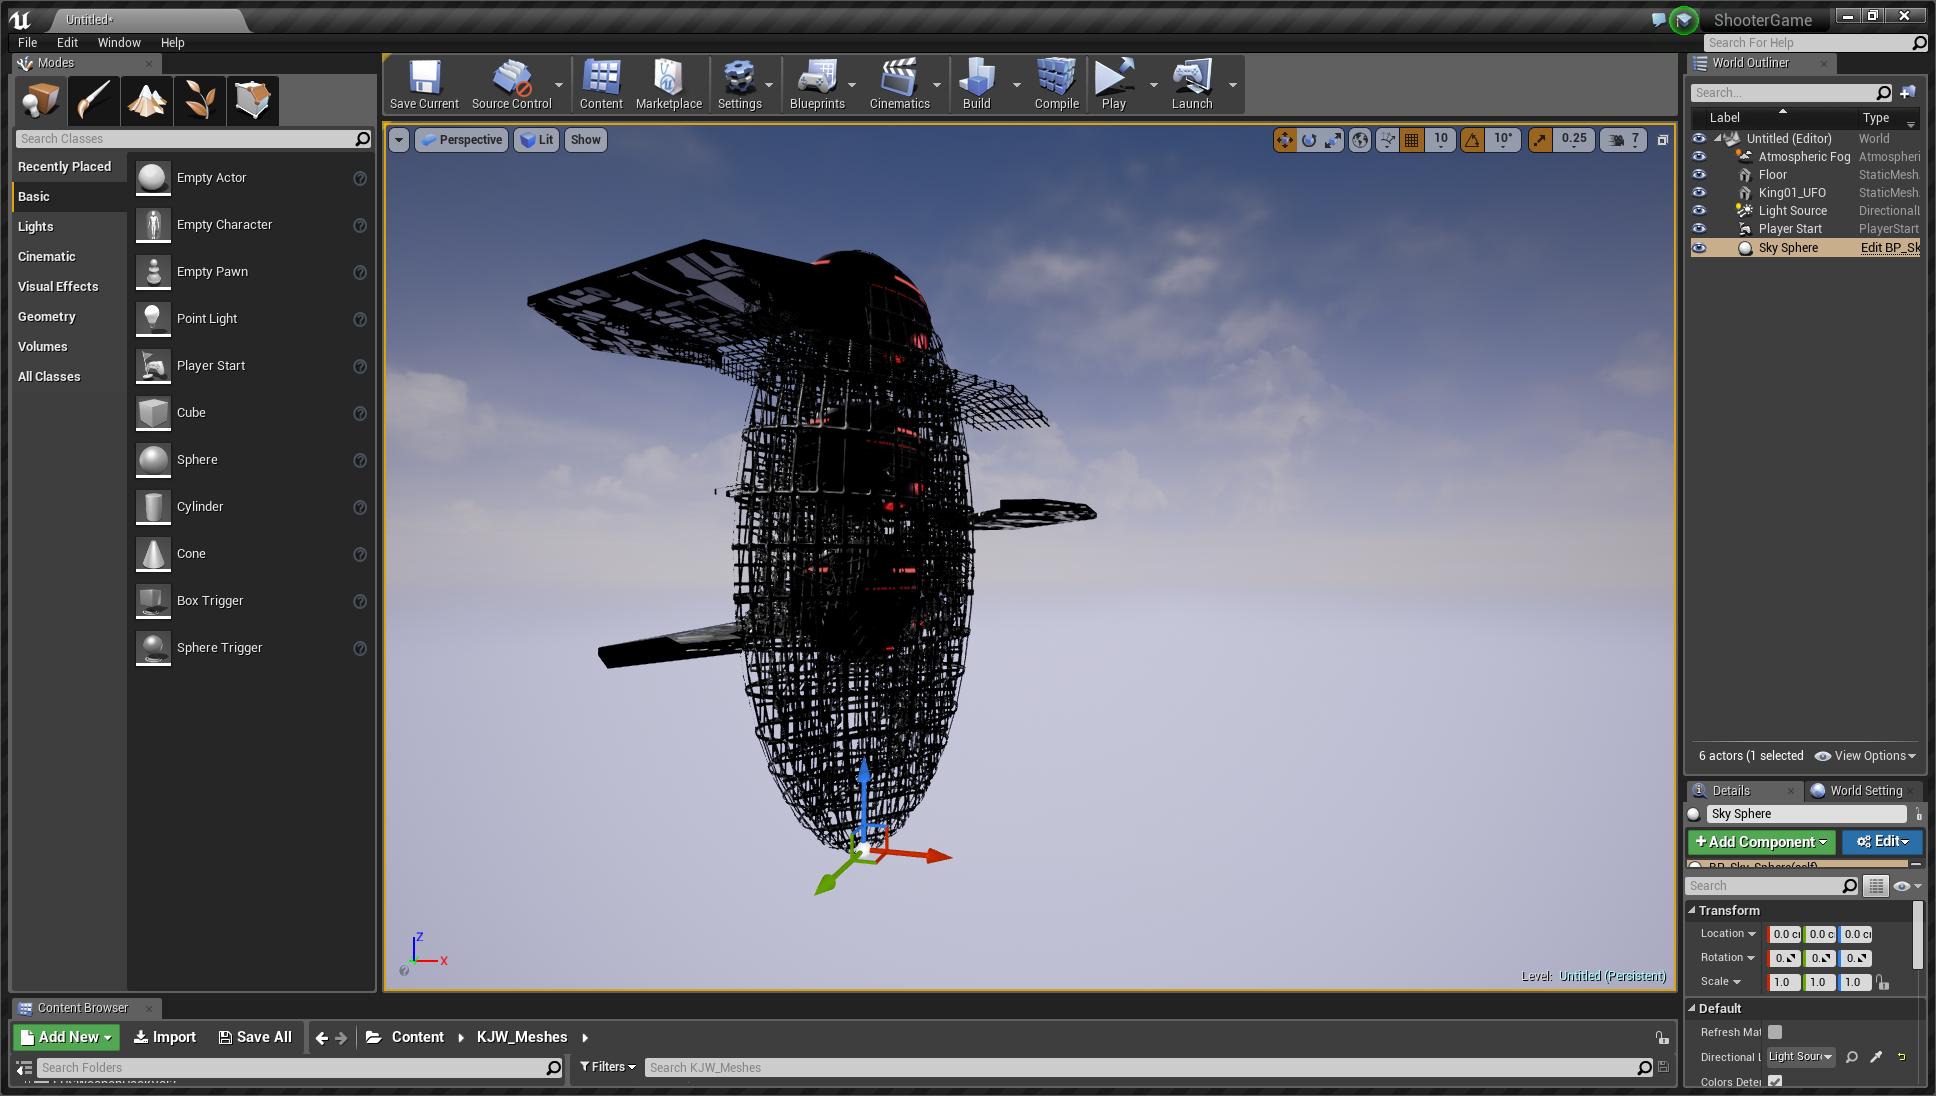 Untitled*
ShooterGame
File Edit Window Help
Search For Help
Modes
Save Current Source Control Content Marketplace Settings Blueprints Cinematics Build Compile Play Launch
World Outliner
Search Classes
Perspective Lit Show
10 10° 0.25 7
Search...
Label Type
Recently Placed
Basic
Lights
Cinematic
Visual Effects
Geometry
Volumes
All Classes
Empty Actor
Empty Character
Empty Pawn
Point Light
Player Start
Cube
Sphere
Cylinder
Cone
Box Trigger
Sphere Trigger
Untitled (Editor) World
Atmospheric Fog Atmospheri
Floor StaticMesh
King01_UFO StaticMesh
Light Source Directionall
Player Start PlayerStart
Sky Sphere Edit BP_Sk
6 actors (1 selected View Options
Details World Setting
Sky Sphere
+Add Component Edit
BP_Sky_Sphere(self)
Search
Transform
Location 0.0 c 0.0 c 0.0 c
Rotation 0. 0. 0.
Scale 1.0 1.0 1.0
Default
Refresh Mat
Directional L Light Sour
Colors Deter
Z
X
Level: Untitled (Persistent)
Content Browser
Add New Import Save All Content KJW_Meshes
Search Folders Filters Search KJW_Meshes